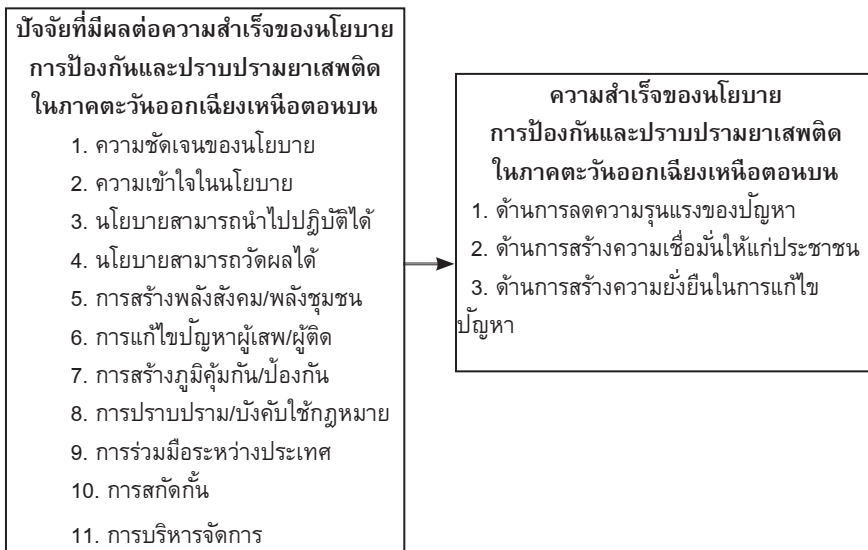 ปัจจัยที่มีผลต่อความสำเร็จของนโยบาย
การป้องกันและปราบปรามยาเสพติด
ในภาคตะวันออกเฉียงเหนือตอนบน
1. ความชัดเจนของนโยบาย
2. ความเข้าใจในนโยบาย
3. นโยบายสามารถนำไปปฎิบัติได้
4. นโยบายสามารถวัดผลได้
5. การสร้างพลังสังคม/พลังชุมชน
6. การแก้ไขปัญหาผู้เสพ/ผู้ติด
7. การสร้างภูมิคุ้มกัน/ป้องกัน
8. การปราบปราม/บังคับใช้กฎหมาย
9. การร่วมมือระหว่างประเทศ
10. การสกัดกั้น
11. การบริหารจัดการ
ความสำเร็จของนโยบาย
การป้องกันและปราบปรามยาเสพติด
ในภาคตะวันออกเฉียงเหนือตอนบน
1. ด้านการลดความรุนแรงของปัญหา
2. ด้านการสร้างความเชื่อมั่นให้แก่ประชาชน
3. ด้านการสร้างความยั่งยืนในการแก้ไข
ปัญหา